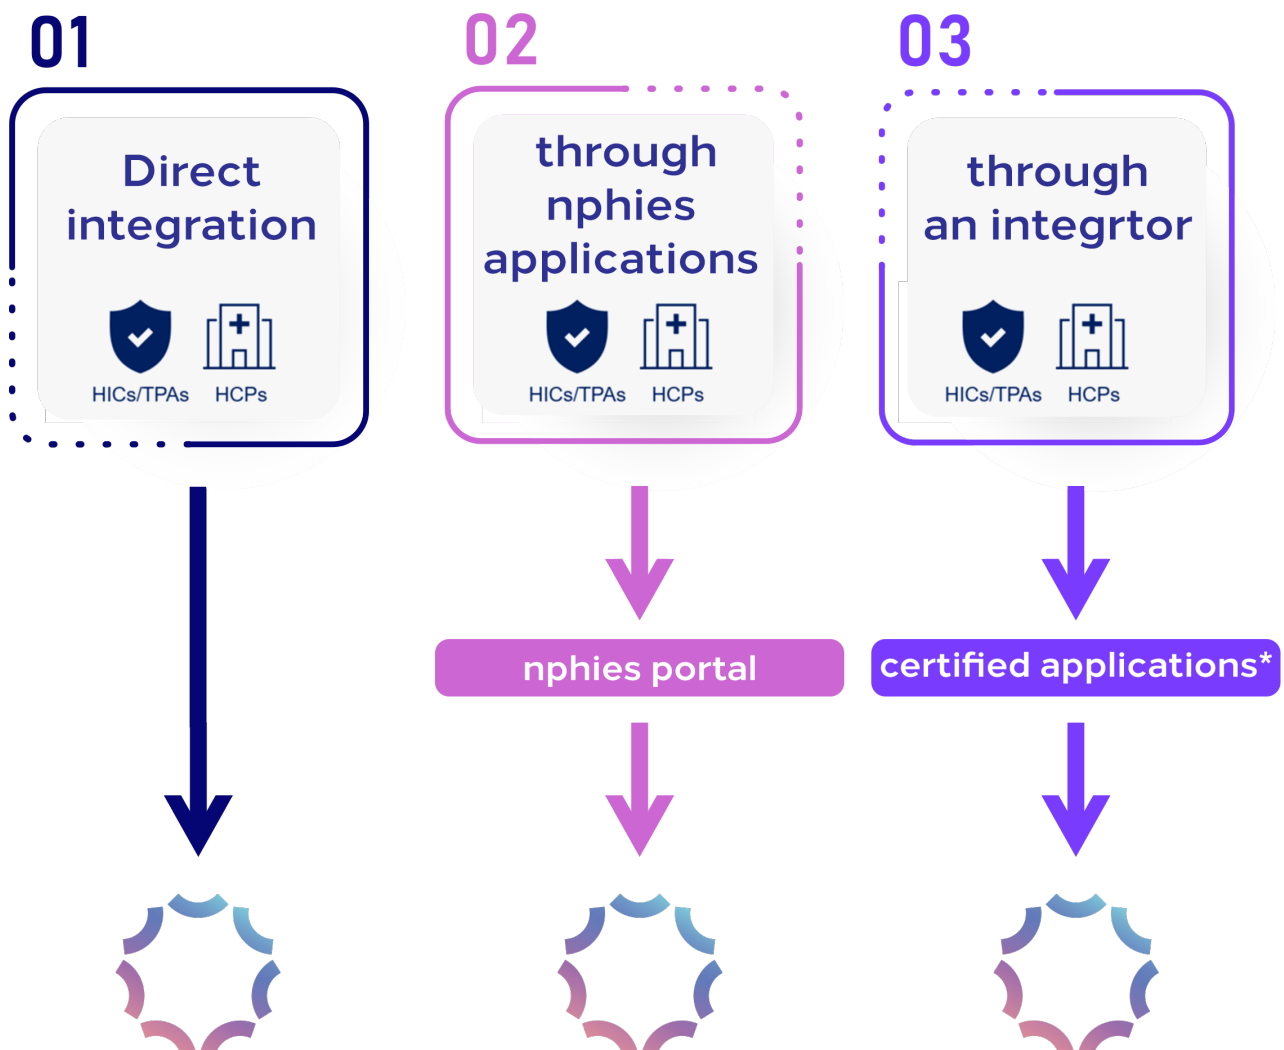 01
Direct
integration
HICs/TPAs HCPs
02
through
nphies
applications
HICs/TPAs HCPs
nphies portal
03
through
an integrtor
HICs/TPAs HCPs
certified applications*